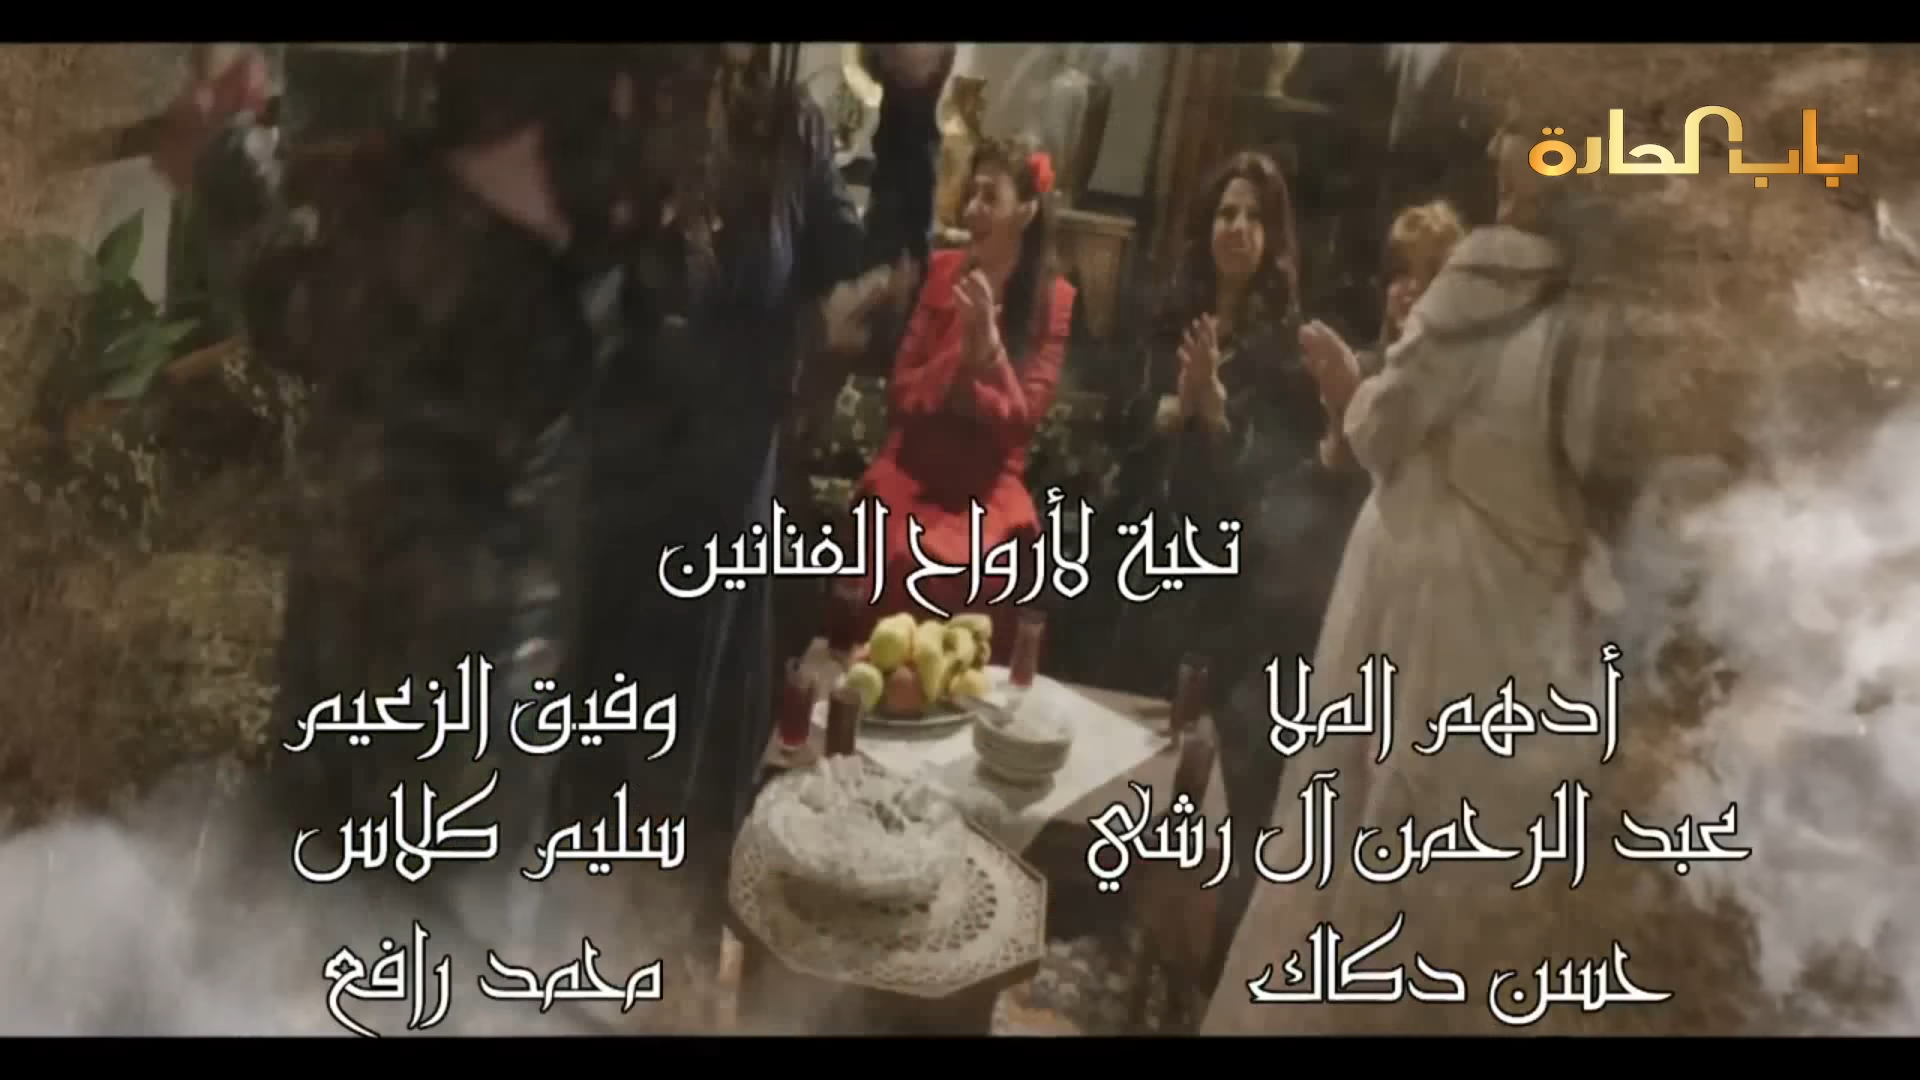 باب الحارة
تحية لأرواح الفنانين
أدهم الملا
وفيق الزعيم
عبد الرحمن آل رشي
سليم كلاس
حسن دكاك
محمد رافع